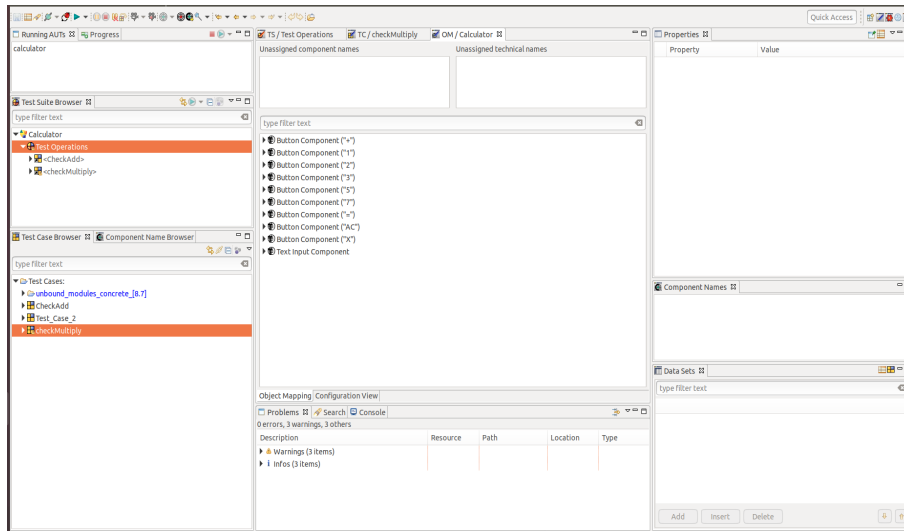 Quick Access
Running AUTs
Progress
calculator
Test Suite Browser
type filter text
Calculator
Test Operations
<CheckAdd>
<checkMultiply>
Test Case Browser
Component Name Browser
type filter text
Test Cases:
unbound_modules_concrete_[8.7]
CheckAdd
Test_Case_2
checkMultiply
TS / Test Operations
TC / checkMultiply
OM / Calculator
Unassigned component names
Unassigned technical names
type filter text
Button Component ("+")
Button Component ("1")
Button Component ("2")
Button Component ("3")
Button Component ("5")
Button Component ("7")
Button Component ("=")
Button Component ("AC")
Button Component ("X")
Text Input Component
Object Mapping
Configuration View
Problems
Search
Console
0 errors, 3 warnings, 3 others
Description
Resource
Path
Location
Type
Warnings (3 items)
Infos (3 items)
Properties
Property
Value
Component Names
Data Sets
type filter text
Add
Insert
Delete